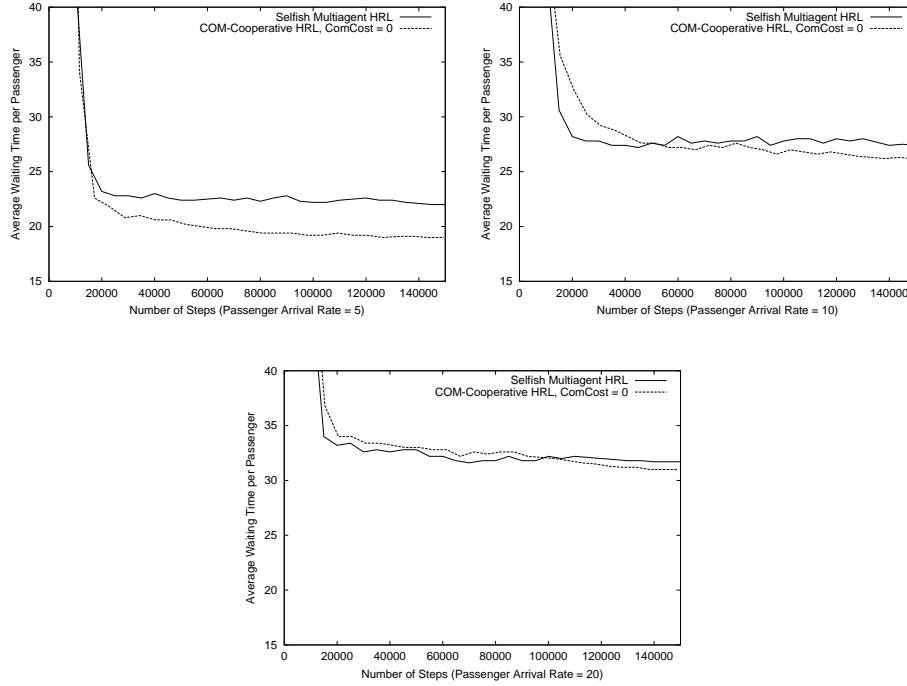 Selfish Multiagent HRL
COM-Cooperative HRL, ComCost = 0
Average Waiting Time per Passenger
40
35
30
25
20
15
0 20000 40000 60000 80000 100000 120000 140000
Number of Steps (Passenger Arrival Rate = 5)
Selfish Multiagent HRL
COM-Cooperative HRL, ComCost = 0
Average Waiting Time per Passenger
40
35
30
25
20
15
0 20000 40000 60000 80000 100000 120000 140000
Number of Steps (Passenger Arrival Rate = 10)
Selfish Multiagent HRL
COM-Cooperative HRL, ComCost = 0
Average Waiting Time per Passenger
40
35
30
25
20
15
0 20000 40000 60000 80000 100000 120000 140000
Number of Steps (Passenger Arrival Rate = 20)